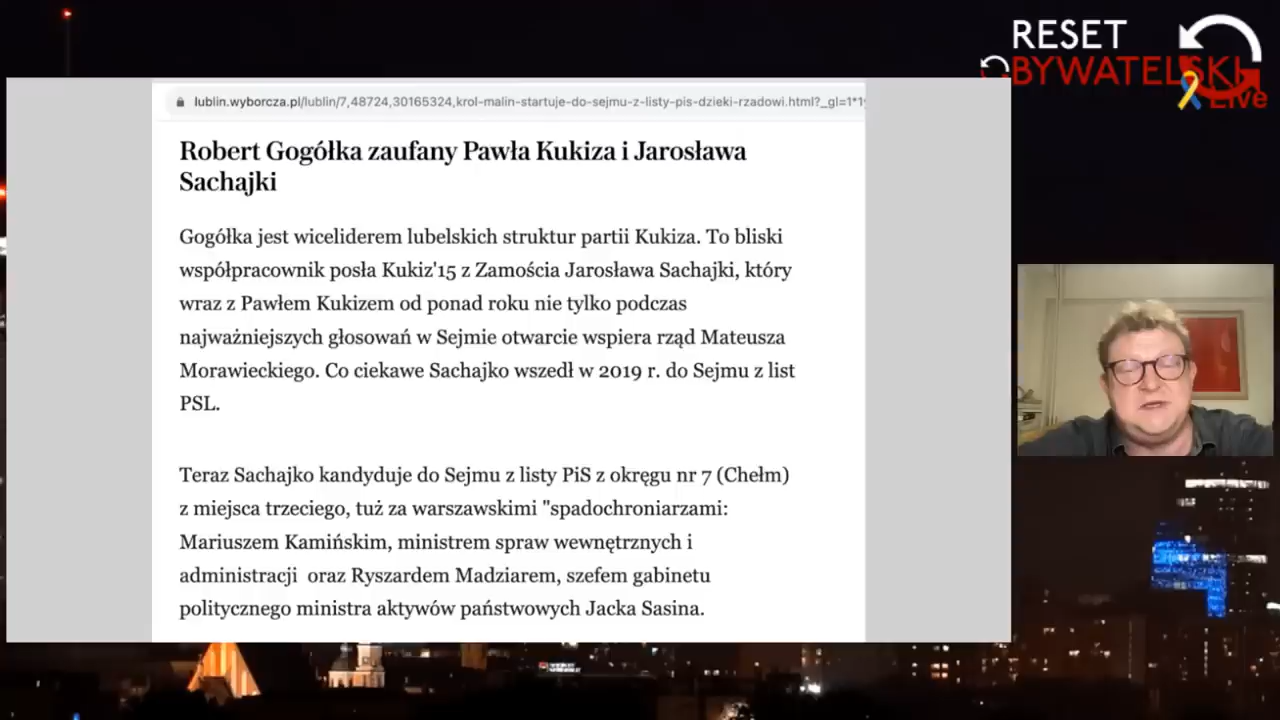 RESET
OBYWATELSKI
Live
lublin.wyborcza.pl/lublin/7,48724,30165324,krol-malin-startuje-do-sejmu-z-listy-pis-dzieki-rzadowi.html?_gl=1*1
Robert Gogółka zaufany Pawła Kukiza i Jarosława
Sachajki
Gogółka jest wiceliderem lubelskich struktur partii Kukiza. To bliski
współpracownik posła Kukiz'15 z Zamościa Jarosława Sachajki, który
wraz z Pawłem Kukizem od ponad roku nie tylko podczas
najważniejszych głosowań w Sejmie otwarcie wspiera rząd Mateusza
Morawieckiego. Co ciekawe Sachajko wszedł w 2019 r. do Sejmu z list
PSL.
Teraz Sachajko kandyduje do Sejmu z listy PiS z okręgu nr 7 (Chełm)
z miejsca trzeciego, tuż za warszawskimi "spadochroniarzami:
Mariuszem Kamińskim, ministrem spraw wewnętrznych i
administracji oraz Ryszardem Madziarem, szefem gabinetu
politycznego ministra aktywów państwowych Jacka Sasina.